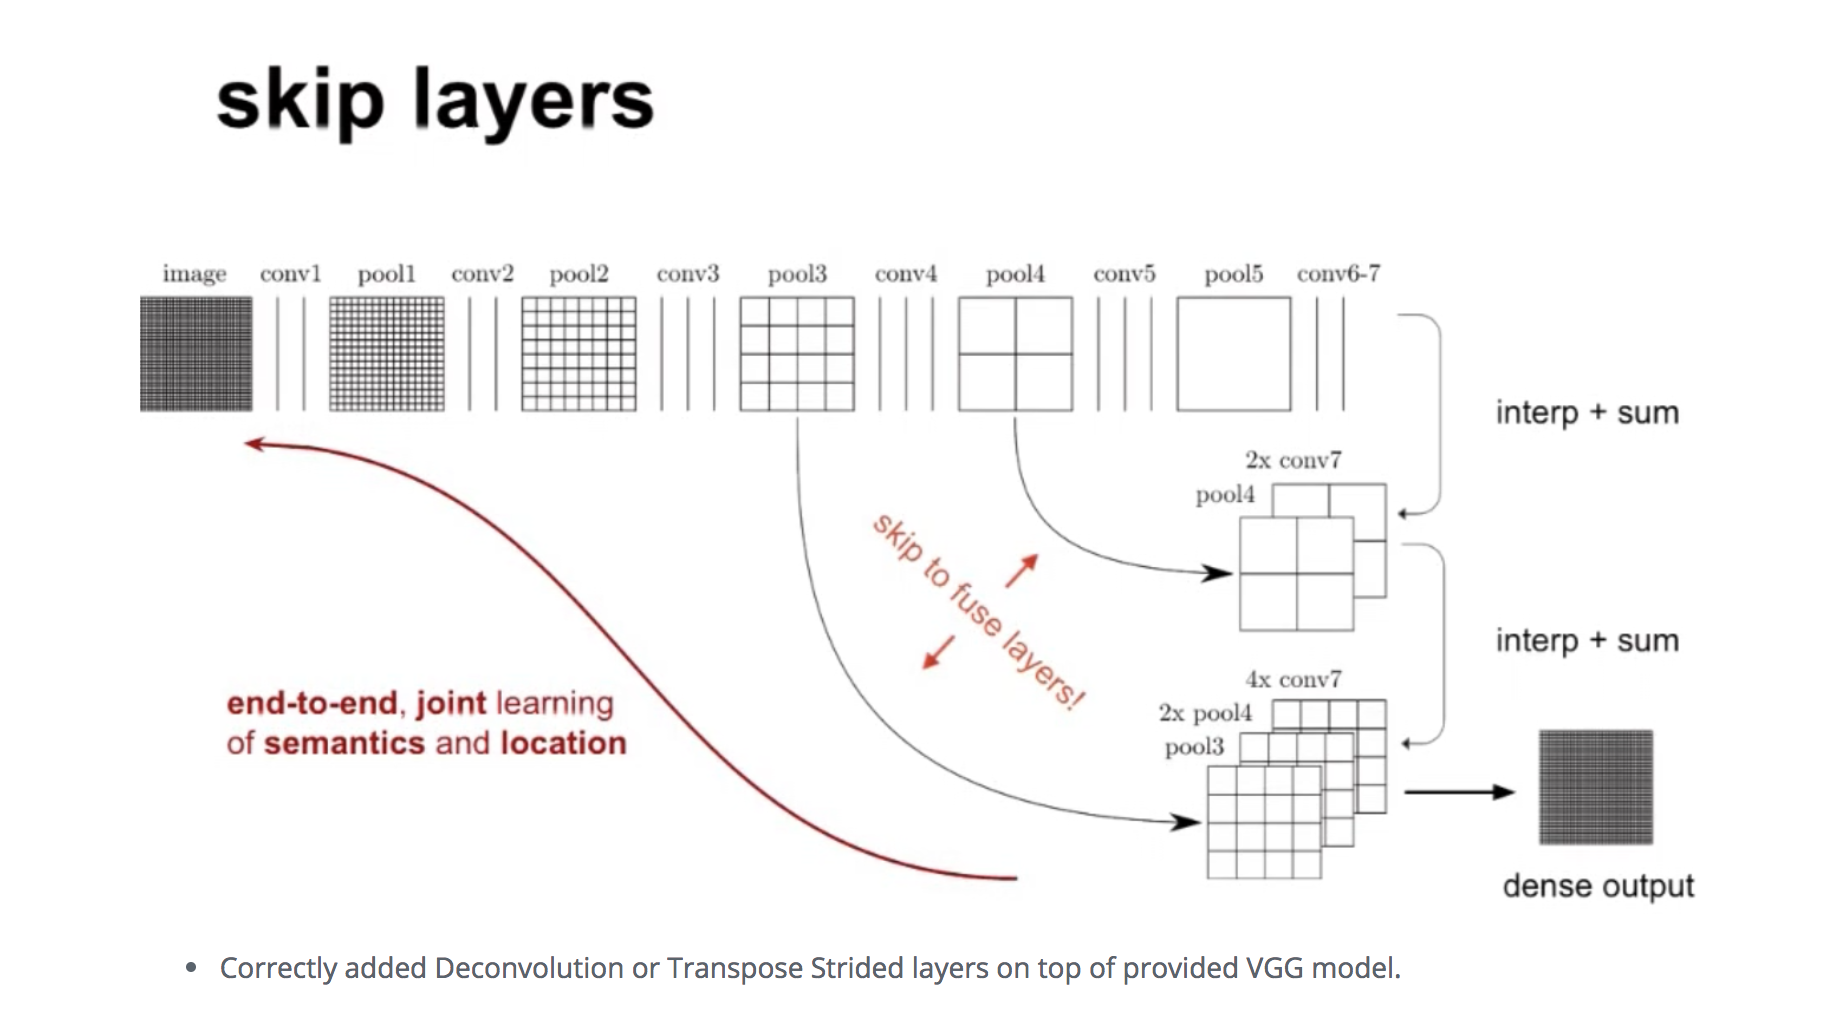 skip layers
image conv1 pool1 conv2 pool2 conv3 pool3 conv4 pool4 conv5 pool5 conv6-7
interp + sum
2x conv7
pool4
skip to fuse layers!
interp + sum
4x conv7
2x pool4
pool3
end-to-end, joint learning
of semantics and location
dense output
• Correctly added Deconvolution or Transpose Strided layers on top of provided VGG model.